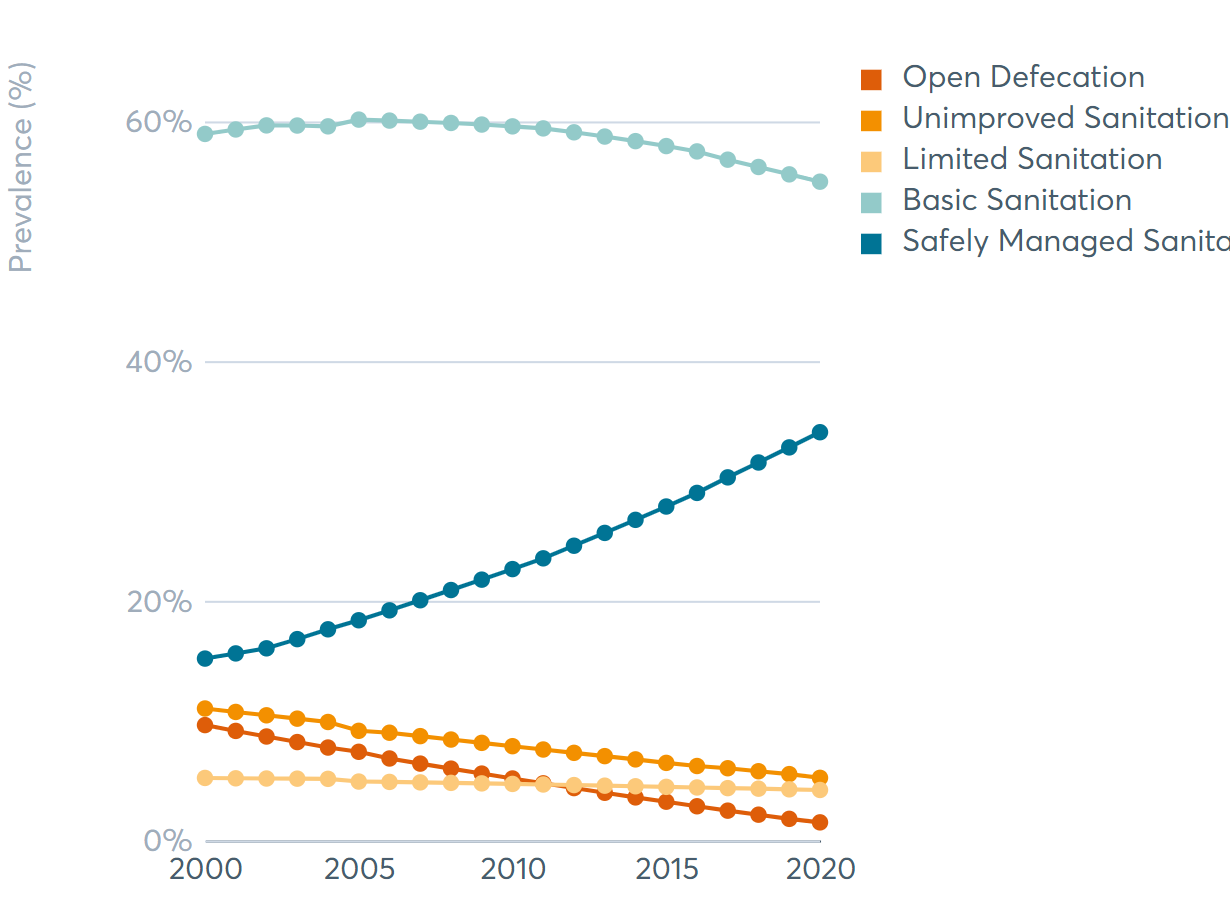 Prevalence (%)
60%
40%
20%
0%
2000 2005 2010 2015 2020
Open Defecation
Unimproved Sanitation
Limited Sanitation
Basic Sanitation
Safely Managed Sanita